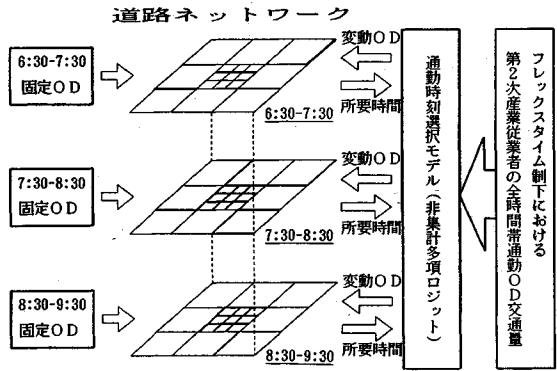 道路ネットワーク
6:30-7:30
固定OD
変動OD
所要時間
6:30-7:30
7:30-8:30
固定OD
変動OD
所要時間
7:30-8:30
8:30-9:30
固定OD
変動OD
所要時間
8:30-9:30
通勤時刻選択モデル(非集計多項ロジット)
フレックスタイム制下における
第2次産業従業者の全時間帯通勤OD交通量